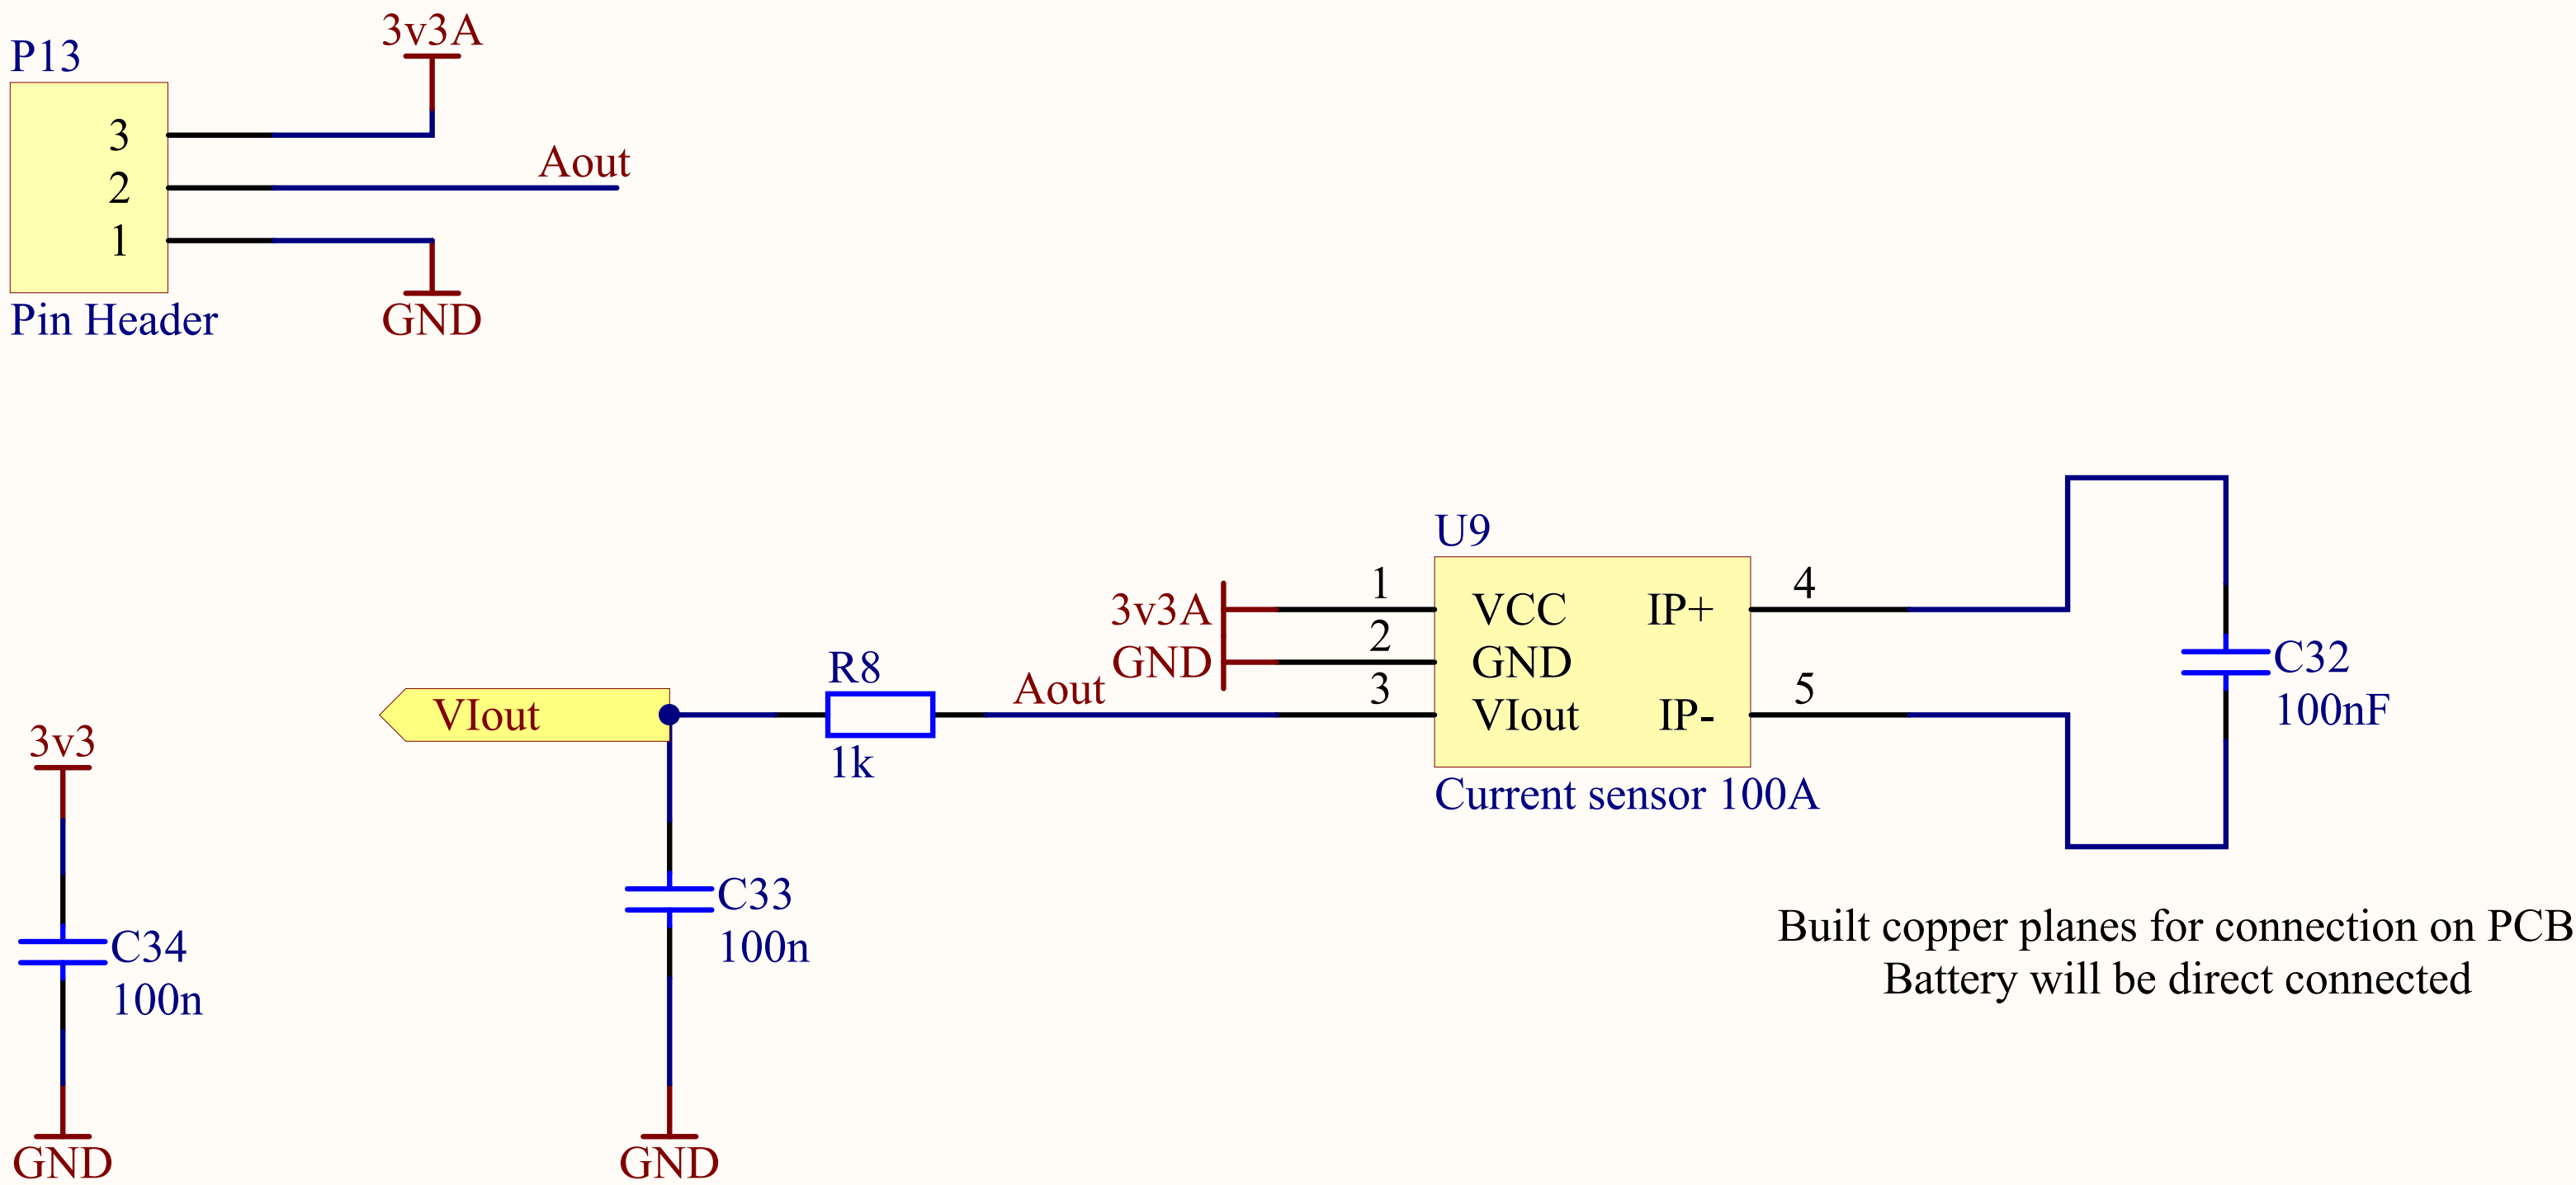 3v3A
P13
3
Aout
2
1
Pin Header
GND
U9
1
4
3v3A
VCC
IP+
2
GND
GND
C32
R8
Aout
3
5
100nF
VIout
VIout
IP-
3v3
1k
Current sensor 100A
C33
Built copper planes for connection on PCB
C34
100n
Battery will be direct connected
100n
GND
GND